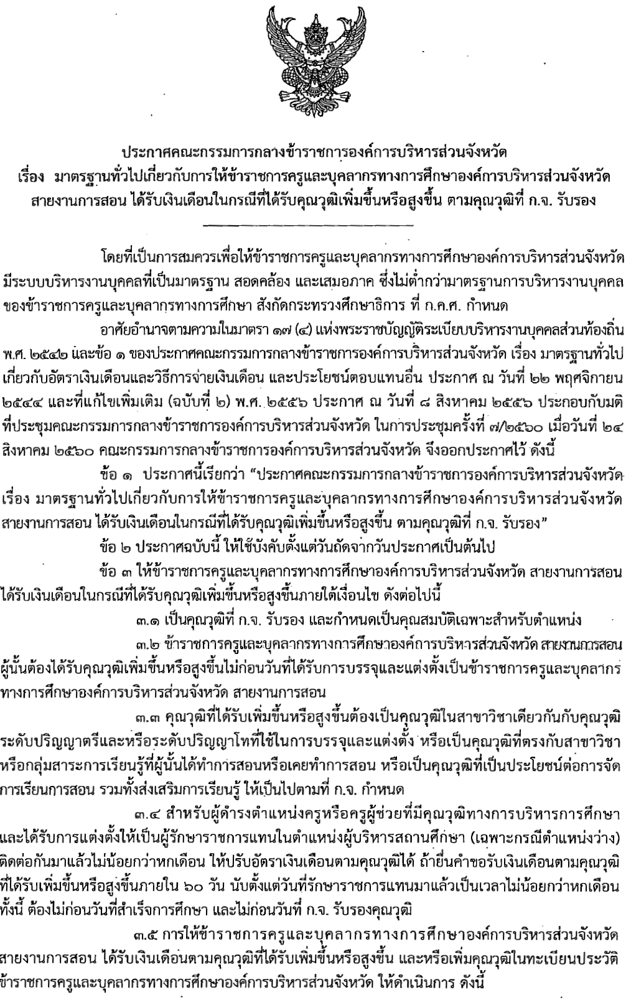 ประกาศคณะกรรมการกลางข้าราชการองค์การบริหารส่วนจังหวัด
เรื่อง มาตรฐานทั่วไปเกี่ยวกับการให้ข้าราชการครูและบุคลากรทางการศึกษาองค์การบริหารส่วนจังหวัด
สายงานการสอน ได้รับเงินเดือนในกรณีที่ได้รับคุณวุฒิเพิ่มขึ้นหรือสูงขึ้น ตามคุณวุฒิที่ ก.จ. รับรอง
โดยที่เป็นการสมควรเพื่อให้ข้าราชการครูและบุคลากรทางการศึกษาองค์การบริหารส่วนจังหวัด
มีระบบบริหารงานบุคคลที่เป็นมาตรฐาน สอดคล้อง และเสมอภาค ซึ่งไม่ต่ำกว่ามาตรฐานการบริหารงานบุคคล
ของข้าราชการครูและบุคลากรทางการศึกษา สังกัดกระทรวงศึกษาธิการ ที่ ก.ค.ศ. กำหนด
อาศัยอำนาจตามความในมาตรา ๑๗ (๔) แห่งพระราชบัญญัติระเบียบบริหารงานบุคคลส่วนท้องถิ่น
พ.ศ. ๒๕๔๒ และข้อ ๑ ของประกาศคณะกรรมการกลางข้าราชการองค์การบริหารส่วนจังหวัด เรื่อง มาตรฐานทั่วไป
เกี่ยวกับอัตราเงินเดือนและวิธีการจ่ายเงินเดือน และประโยชน์ตอบแทนอื่น ประกาศ ณ วันที่ ๒๒ พฤศจิกายน
๒๕๔๔ และที่แก้ไขเพิ่มเติม (ฉบับที่ ๒) พ.ศ. ๒๕๕๖ ประกาศ ณ วันที่ ๘ สิงหาคม ๒๕๕๖ ประกอบกับมติ
ที่ประชุมคณะกรรมการกลางข้าราชการองค์การบริหารส่วนจังหวัด ในการประชุมครั้งที่ ๗/๒๕๖๐ เมื่อวันที่ ๒๔
สิงหาคม ๒๕๖๐ คณะกรรมการกลางข้าราชการองค์การบริหารส่วนจังหวัด จึงออกประกาศไว้ ดังนี้
ข้อ ๑ ประกาศนี้เรียกว่า “ประกาศคณะกรรมการกลางข้าราชการองค์การบริหารส่วนจังหวัด
เรื่อง มาตรฐานทั่วไปเกี่ยวกับการให้ข้าราชการครูและบุคลากรทางการศึกษาองค์การบริหารส่วนจังหวัด
สายงานการสอน ได้รับเงินเดือนในกรณีที่ได้รับคุณวุฒิเพิ่มขึ้นหรือสูงขึ้น ตามคุณวุฒิที่ ก.จ. รับรอง”
ข้อ ๒ ประกาศฉบับนี้ ให้ใช้บังคับตั้งแต่วันถัดจากวันประกาศเป็นต้นไป
ข้อ ๓ ให้ข้าราชการครูและบุคลากรทางการศึกษาองค์การบริหารส่วนจังหวัด สายงานการสอน
ได้รับเงินเดือนในกรณีที่ได้รับคุณวุฒิเพิ่มขึ้นหรือสูงขึ้นภายใต้เงื่อนไข ดังต่อไปนี้
๓.๑ เป็นคุณวุฒิที่ ก.จ. รับรอง และกำหนดเป็นคุณสมบัติเฉพาะสำหรับตำแหน่ง
๓.๒ ข้าราชการครูและบุคลากรทางการศึกษาองค์การบริหารส่วนจังหวัด สายงานการสอน
ผู้นั้นต้องได้รับคุณวุฒิเพิ่มขึ้นหรือสูงขึ้นไม่ก่อนวันที่ได้รับการบรรจุและแต่งตั้งเป็นข้าราชการครูและบุคลากร
ทางการศึกษาองค์การบริหารส่วนจังหวัด สายงานการสอน
๓.๓ คุณวุฒิที่ได้รับเพิ่มขึ้นหรือสูงขึ้นต้องเป็นคุณวุฒิในสาขาวิชาเดียวกันกับคุณวุฒิ
ระดับปริญญาตรีและหรือระดับปริญญาโทที่ใช้ในการบรรจุและแต่งตั้ง หรือเป็นคุณวุฒิที่ตรงกับสาขาวิชา
หรือกลุ่มสาระการเรียนรู้ที่ผู้นั้นได้ทำการสอนหรือเคยทำการสอน หรือเป็นคุณวุฒิที่เป็นประโยชน์ต่อการจัด
การเรียนการสอน รวมทั้งส่งเสริมการเรียนรู้ ให้เป็นไปตามที่ ก.จ. กำหนด
๓.๔ สำหรับผู้ดำรงตำแหน่งครูหรือครูผู้ช่วยที่มีคุณวุฒิทางการบริหารการศึกษา
และได้รับการแต่งตั้งให้เป็นผู้รักษาราชการแทนในตำแหน่งผู้บริหารสถานศึกษา (เฉพาะกรณีตำแหน่งว่าง)
ติดต่อกันมาแล้วไม่น้อยกว่าหกเดือน ให้ปรับอัตราเงินเดือนตามคุณวุฒิได้ ถ้ายื่นคำขอรับเงินเดือนตามคุณวุฒิ
ที่ได้รับเพิ่มขึ้นหรือสูงขึ้นภายใน ๖๐ วัน นับตั้งแต่วันที่รักษาราชการแทนมาแล้วเป็นเวลาไม่น้อยกว่าหกเดือน
ทั้งนี้ ต้องไม่ก่อนวันที่สำเร็จการศึกษา และไม่ก่อนวันที่ ก.จ. รับรองคุณวุฒิ
๓.๕ การให้ข้าราชการครูและบุคลากรทางการศึกษาองค์การบริหารส่วนจังหวัด
สายงานการสอน ได้รับเงินเดือนตามคุณวุฒิที่ได้รับเพิ่มขึ้นหรือสูงขึ้น และหรือเพิ่มคุณวุฒิในทะเบียนประวัติ
ข้าราชการครูและบุคลากรทางการศึกษาองค์การบริหารส่วนจังหวัด ให้ดำเนินการ ดังนี้